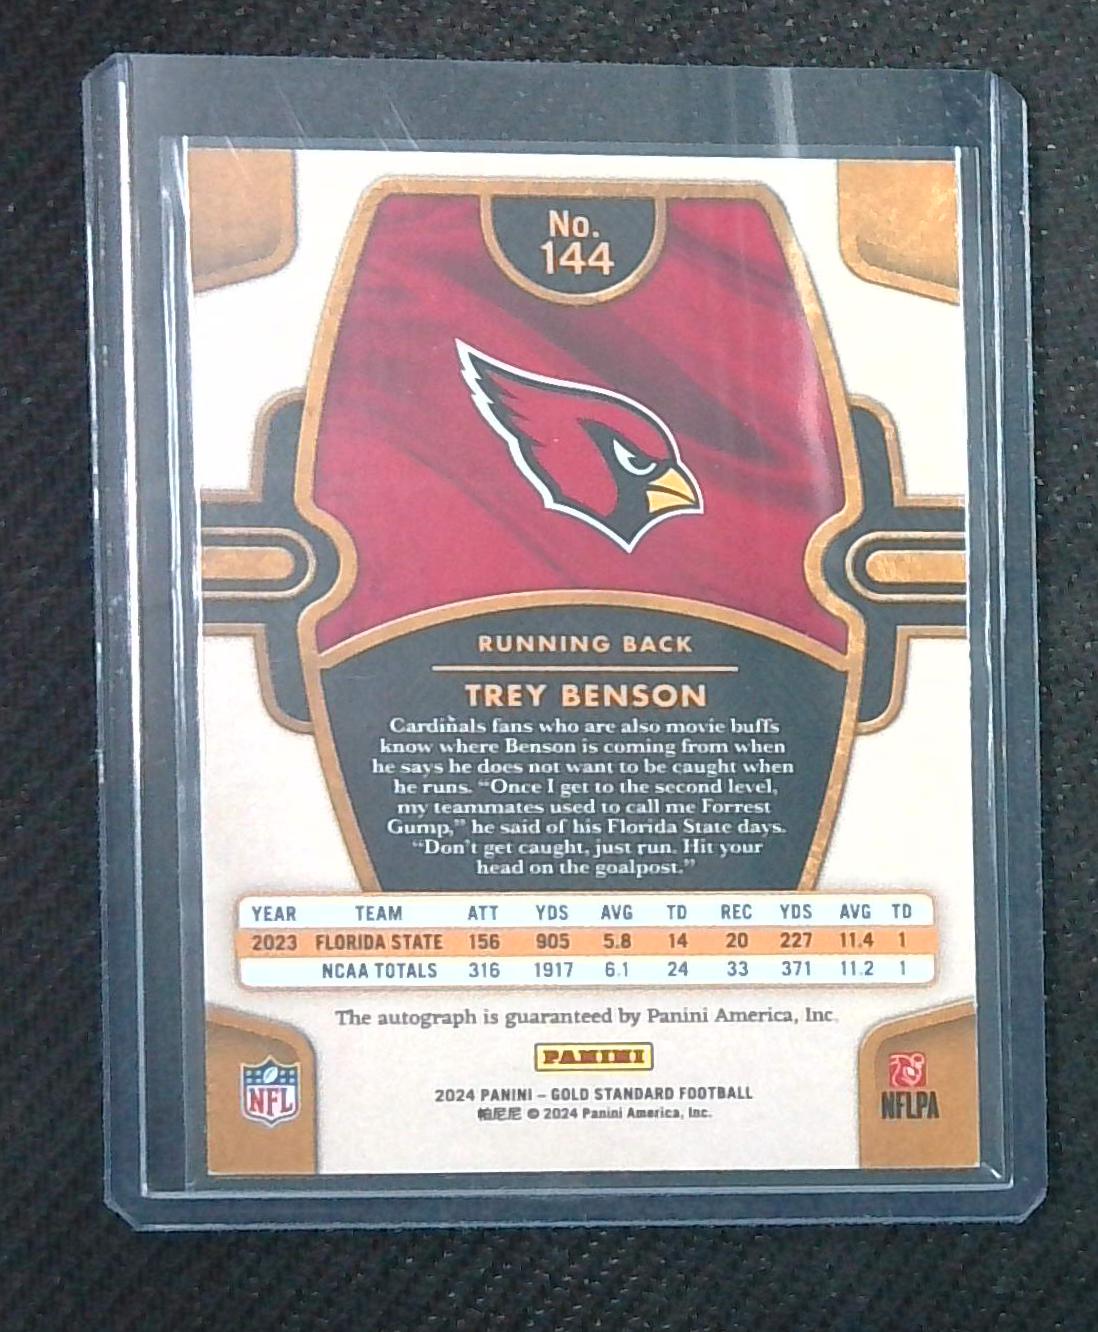 No.
144
RUNNING BACK
TREY BENSON
Cardinals fans who are also movie buffs
know where Benson is coming from when
he says he does not want to be caught when
he runs. “Once I get to the second level,
my teammates used to call me Forrest
Gump,” he said of his Florida State days.
“Don’t get caught, just run. Hit your
head on the goalpost.”
YEAR TEAM ATT YDS AVG TD REC YDS AVG TD
2023 FLORIDA STATE 156 905 5.8 14 20 227 11.4 1
NCAA TOTALS 316 1917 6.1 24 33 371 11.2 1
The autograph is guaranteed by Panini America, Inc.
PANINI
NFL
2024 PANINI – GOLD STANDARD FOOTBALL
帕尼尼 © 2024 Panini America, Inc.
NFLPA